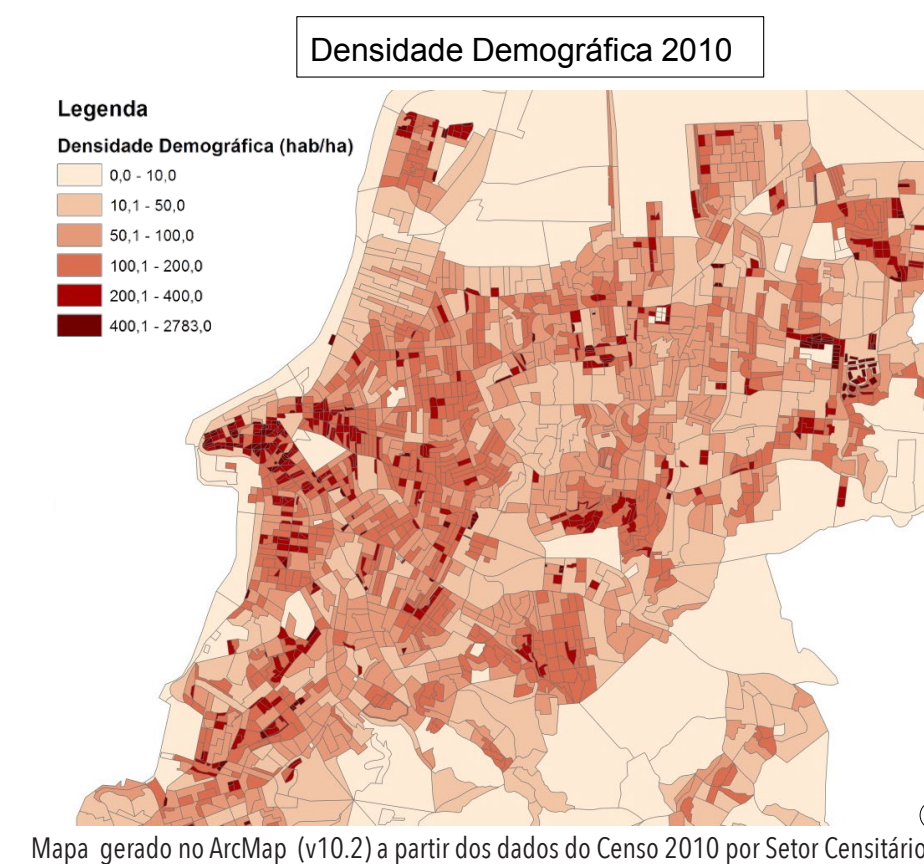 Densidade Demográfica 2010
Legenda
Densidade Demográfica (hab/ha)
0,0 - 10,0
10,1 - 50,0
50,1 - 100,0
100,1 - 200,0
200,1 - 400,0
400,1 - 2783,0
Mapa gerado no ArcMap (v10.2) a partir dos dados do Censo 2010 por Setor